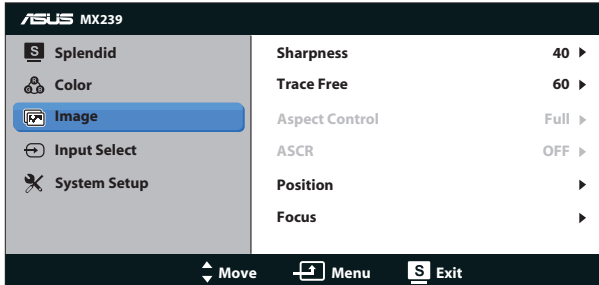 ASUS MX239
S Splendid
Color
Image
Input Select
System Setup
Sharpness 40
Trace Free 60
Aspect Control Full
ASCR OFF
Position
Focus
Move Menu S Exit